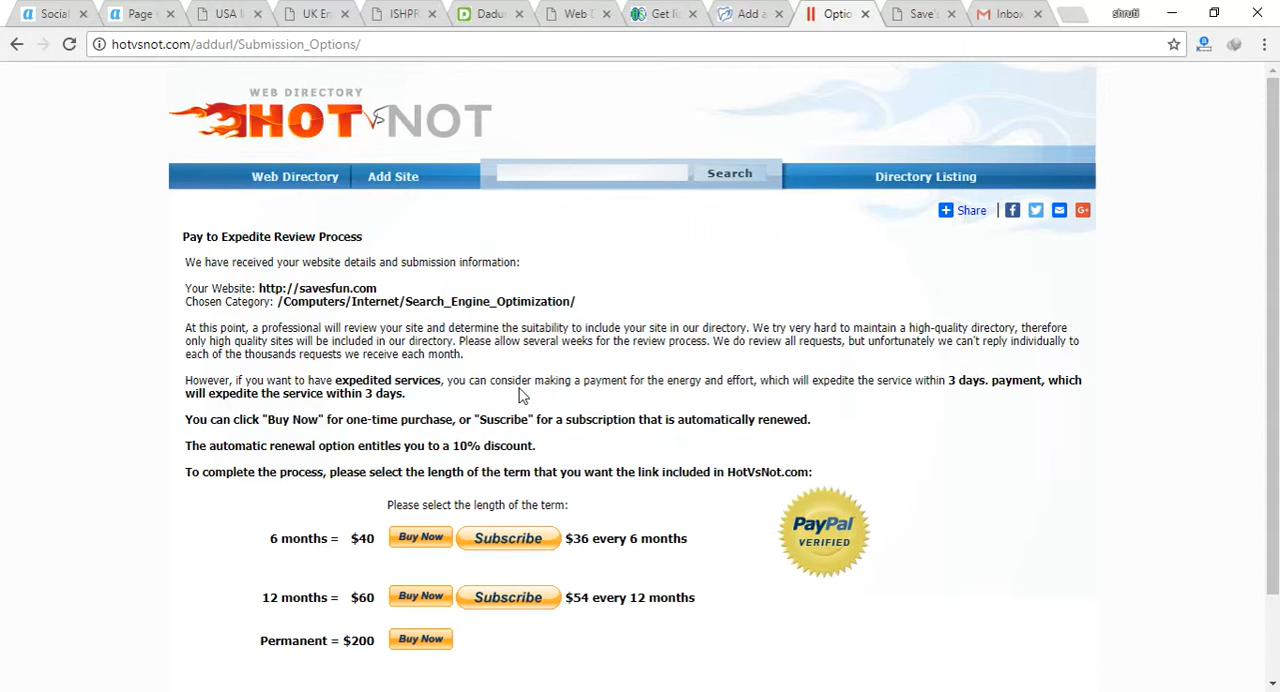 Social
Page
USA l
UK En
ISHPR
Dadu
Web D
Get li
Add a
Optio
Save's
Inbox
shruti
hotvsnot.com/addurl/Submission_Options/
WEB DIRECTORY
HOT VS NOT
Web Directory
Add Site
Search
Directory Listing
Share
Pay to Expedite Review Process
We have received your website details and submission information:
Your Website: http://savesfun.com
Chosen Category: /Computers/Internet/Search_Engine_Optimization/
At this point, a professional will review your site and determine the suitability to include your site in our directory. We try very hard to maintain a high-quality directory, therefore
only high quality sites will be included in our directory. Please allow several weeks for the review process. We do review all requests, but unfortunately we can't reply individually to
each of the thousands requests we receive each month.
However, if you want to have expedited services, you can consider making a payment for the energy and effort, which will expedite the service within 3 days. payment, which
will expedite the service within 3 days.
You can click "Buy Now" for one-time purchase, or "Suscribe" for a subscription that is automatically renewed.
The automatic renewal option entitles you to a 10% discount.
To complete the process, please select the length of the term that you want the link included in HotVsNot.com:
Please select the length of the term:
6 months = $40 Buy Now Subscribe $36 every 6 months
12 months = $60 Buy Now Subscribe $54 every 12 months
Permanent = $200 Buy Now
PayPal
VERIFIED